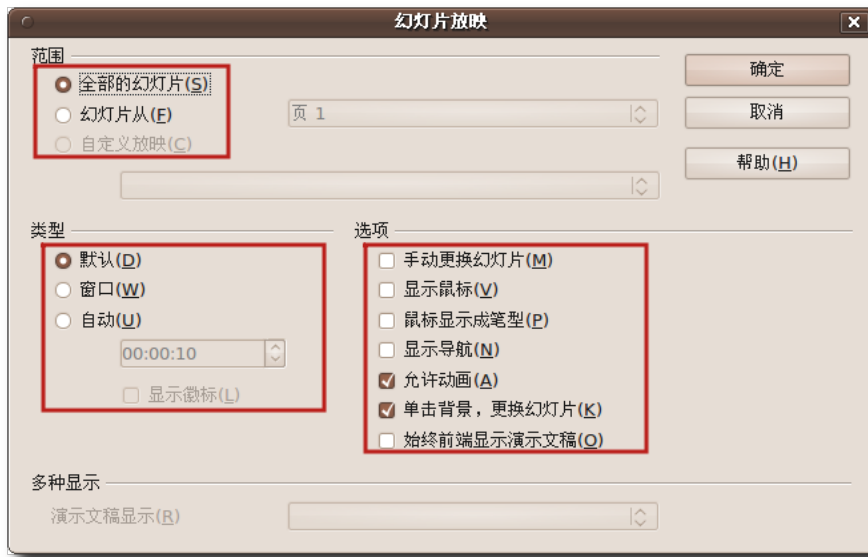 幻灯片放映
范围
全部的幻灯片(S)
确定
幻灯片从(F)
页 1
取消
自定义放映(C)
帮助(H)
类型
选项
默认(D)
手动更换幻灯片(M)
窗口(W)
显示鼠标(V)
自动(U)
鼠标显示成笔型(P)
00:00:10
显示导航(N)
允许动画(A)
显示徽标(L)
单击背景，更换幻灯片(K)
始终前端显示演示文稿(O)
多种显示
演示文稿显示(R)